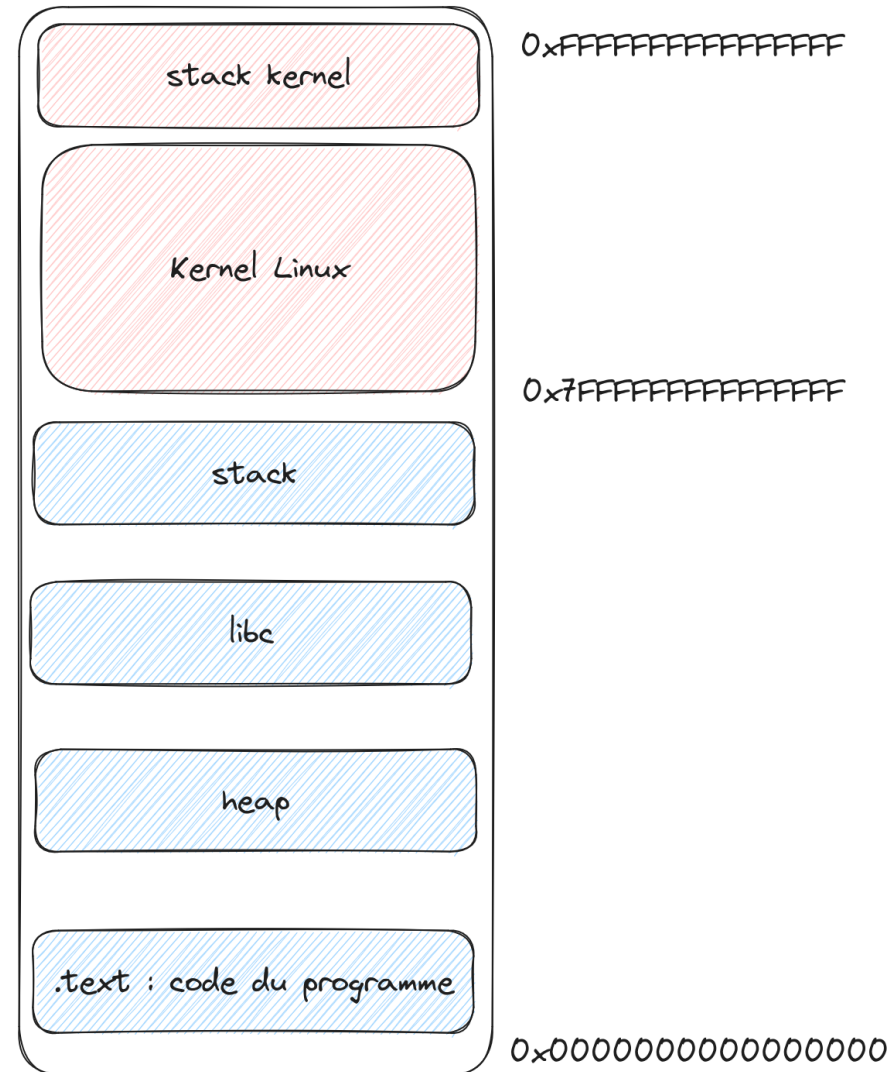 stack kernel
0xFFFFFFFFFFFFFFFF
Kernel Linux
0x7FFFFFFFFFFFFFFF
stack
libc
heap
.text : code du programme
0x0000000000000000